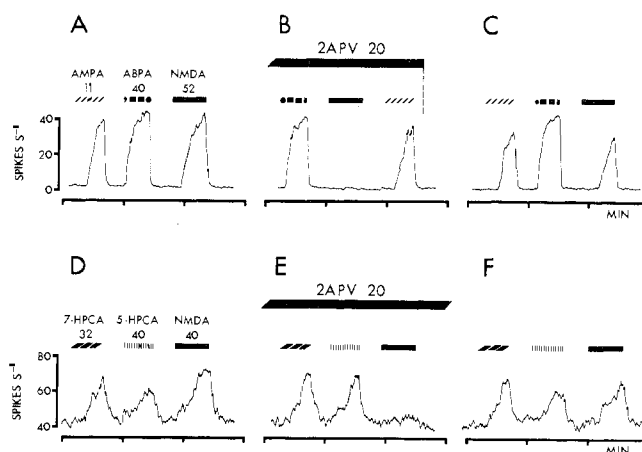 A
B
C
2APV 20
AMPA ABPA NMDA
11 40 52
SPIKES S⁻¹
40
20
0
MIN
D
E
F
2APV 20
7-HPCA 5-HPCA NMDA
32 40 40
SPIKES S⁻¹
80
60
40
MIN